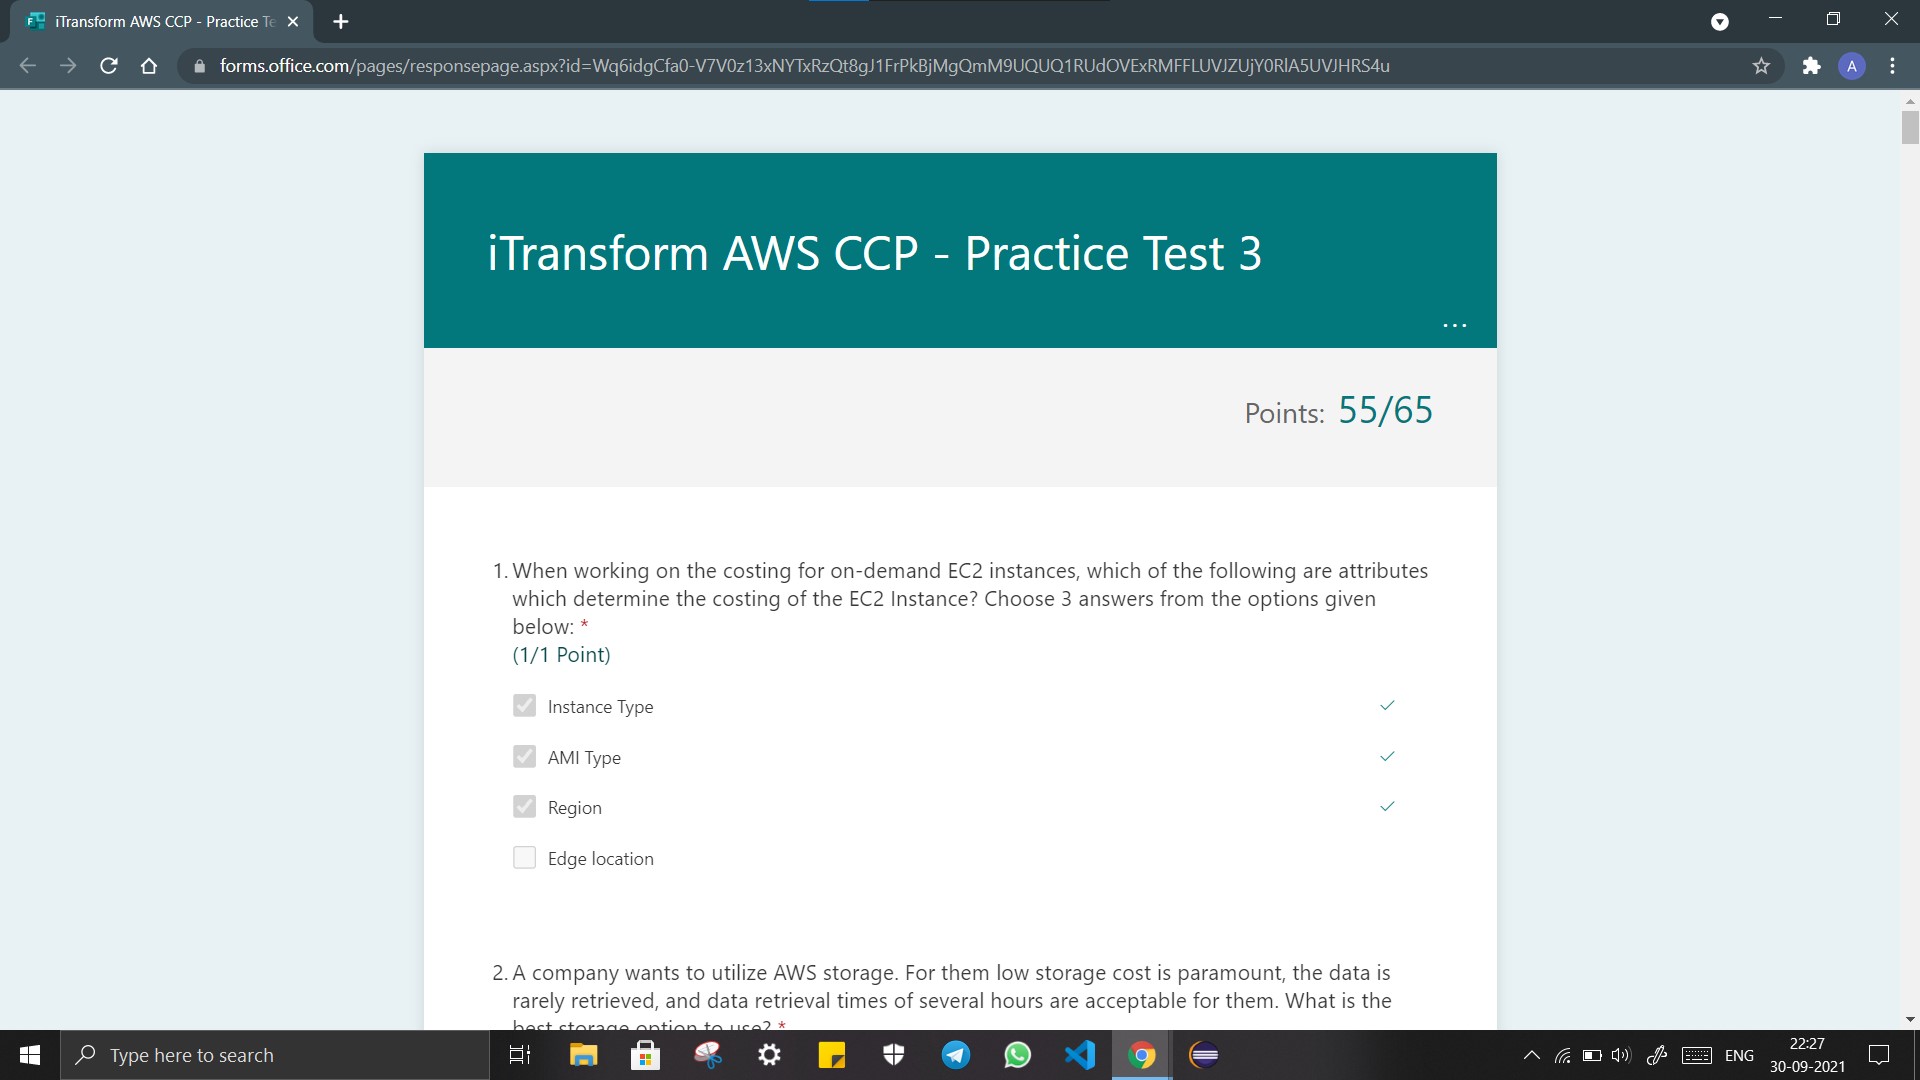 iTransform AWS CCP - Practice Te
forms.office.com/pages/responsepage.aspx?id=Wq6idgCfa0-V7V0z13xNYTxRzQt8gJ1FrPkBjMgQmM9UQUQ1RUdOVExRMFFLUVJZUjY0RlA5UVJHRS4u
A
iTransform AWS CCP - Practice Test 3
...
Points: 55/65
1. When working on the costing for on-demand EC2 instances, which of the following are attributes
which determine the costing of the EC2 Instance? Choose 3 answers from the options given
below: *
(1/1 Point)
Instance Type
AMI Type
Region
Edge location
2. A company wants to utilize AWS storage. For them low storage cost is paramount, the data is
rarely retrieved, and data retrieval times of several hours are acceptable for them. What is the
best storage option to use? *
Type here to search
ENG
22:27
30-09-2021